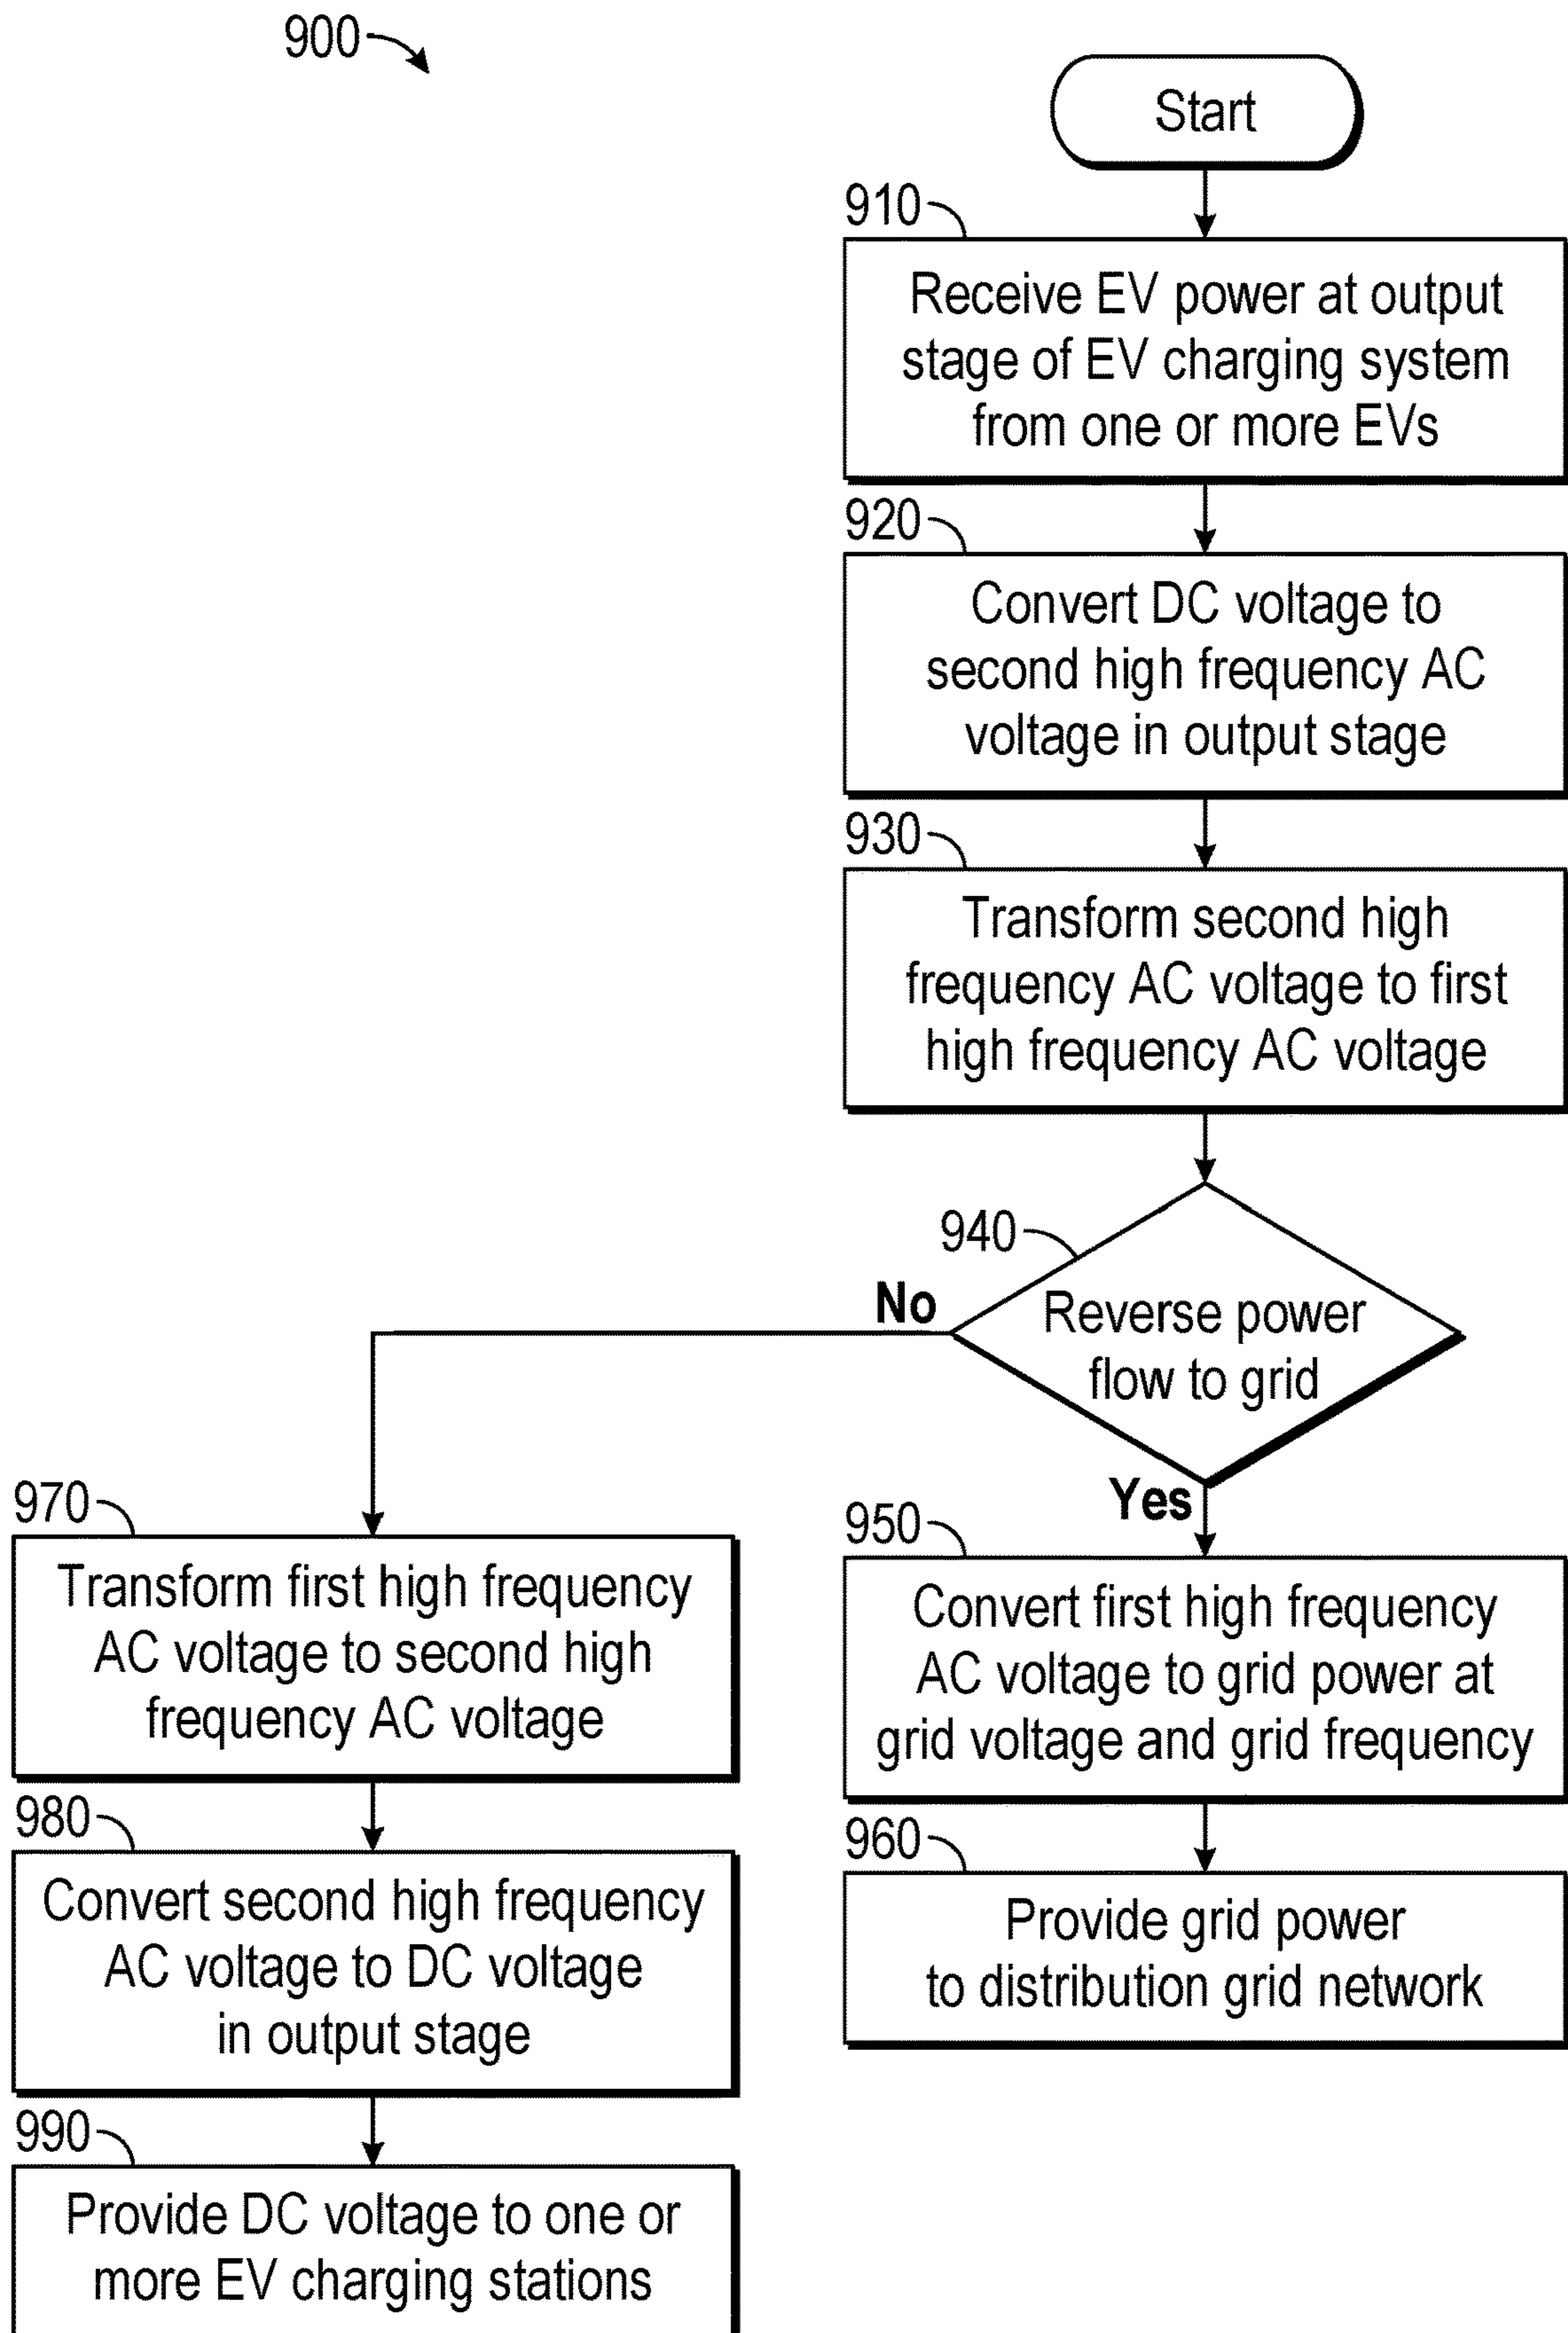 900
Start
910
Receive EV power at output
stage of EV charging system
from one or more EVs
920
Convert DC voltage to
second high frequency AC
voltage in output stage
930
Transform second high
frequency AC voltage to first
high frequency AC voltage
940
Reverse power
flow to grid
No
Yes
950
Convert first high frequency
AC voltage to grid power at
grid voltage and grid frequency
960
Provide grid power
to distribution grid network
970
Transform first high frequency
AC voltage to second high
frequency AC voltage
980
Convert second high frequency
AC voltage to DC voltage
in output stage
990
Provide DC voltage to one or
more EV charging stations